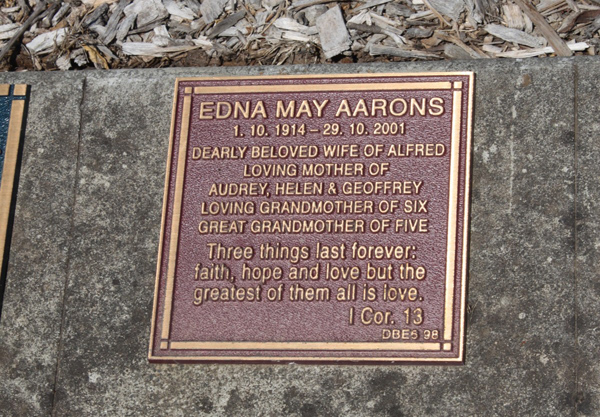 EDNA MAY AARONS
1. 10. 1914 – 29. 10. 2001
DEARLY BELOVED WIFE OF ALFRED
LOVING MOTHER OF
AUDREY, HELEN & GEOFFREY
LOVING GRANDMOTHER OF SIX
GREAT GRANDMOTHER OF FIVE
Three things last forever:
faith, hope and love but the
greatest of them all is love.
I Cor. 13